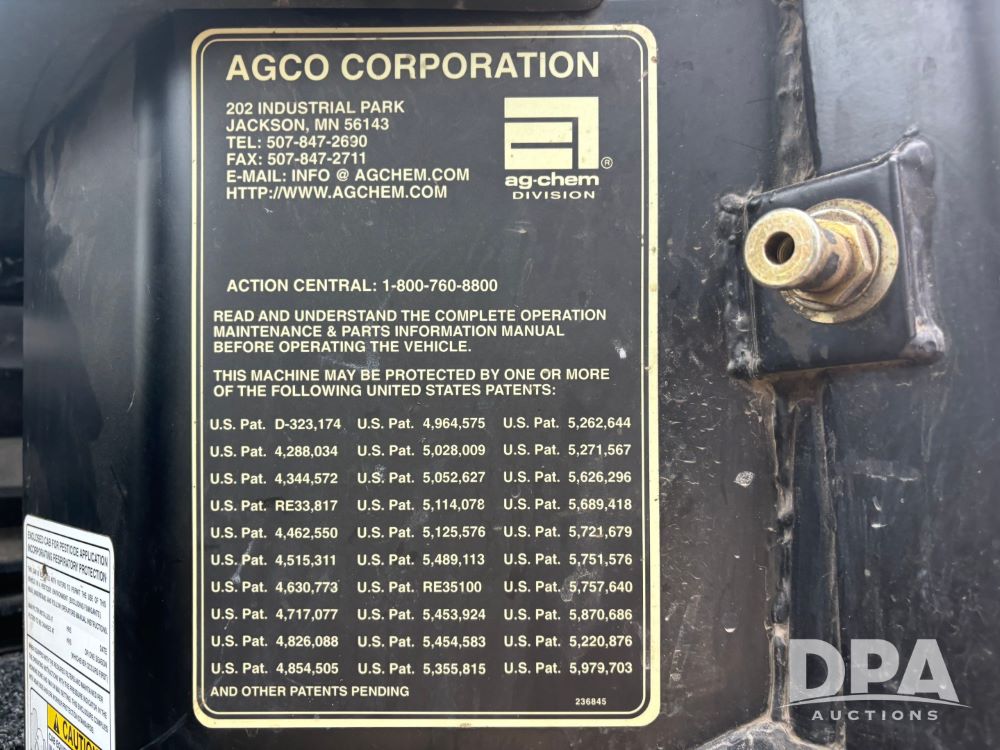 AGCO CORPORATION
202 INDUSTRIAL PARK
JACKSON, MN 56143
TEL: 507-847-2690
FAX: 507-847-2711
E-MAIL: INFO @ AGCHEM.COM
HTTP://WWW.AGCHEM.COM
®
ag-chem
DIVISION
ACTION CENTRAL: 1-800-760-8800
READ AND UNDERSTAND THE COMPLETE OPERATION
MAINTENANCE & PARTS INFORMATION MANUAL
BEFORE OPERATING THE VEHICLE.
THIS MACHINE MAY BE PROTECTED BY ONE OR MORE
OF THE FOLLOWING UNITED STATES PATENTS:
U.S. Pat. D-323,174 U.S. Pat. 4,964,575 U.S. Pat. 5,262,644
U.S. Pat. 4,288,034 U.S. Pat. 5,028,009 U.S. Pat. 5,271,567
U.S. Pat. 4,344,572 U.S. Pat. 5,052,627 U.S. Pat. 5,626,296
U.S. Pat. RE33,817 U.S. Pat. 5,114,078 U.S. Pat. 5,689,418
U.S. Pat. 4,462,550 U.S. Pat. 5,125,576 U.S. Pat. 5,721,679
U.S. Pat. 4,515,311 U.S. Pat. 5,489,113 U.S. Pat. 5,751,576
U.S. Pat. 4,630,773 U.S. Pat. RE35100 U.S. Pat. 5,757,640
U.S. Pat. 4,717,077 U.S. Pat. 5,453,924 U.S. Pat. 5,870,686
U.S. Pat. 4,826,088 U.S. Pat. 5,454,583 U.S. Pat. 5,220,876
U.S. Pat. 4,854,505 U.S. Pat. 5,355,815 U.S. Pat. 5,979,703
AND OTHER PATENTS PENDING
236845
ENCLOSED CAB FOR PESTICIDE APPLICATION
INCORPORATING RESPIRATORY PROTECTION
CAUTION
DPA
AUCTIONS